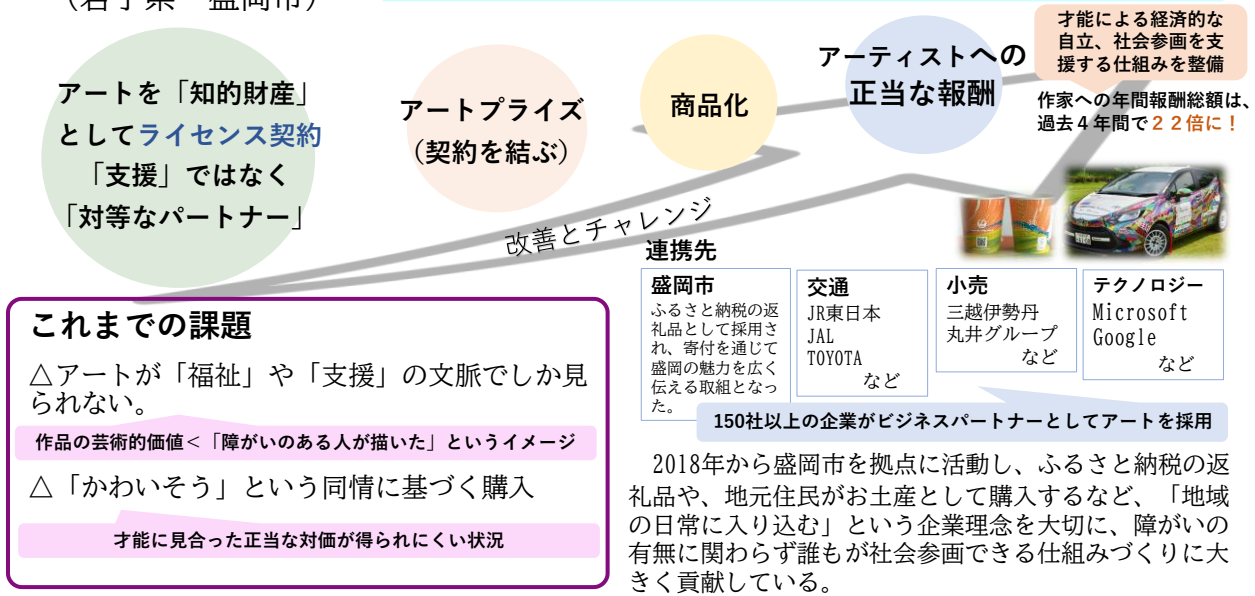 （岩手県　盛岡市）
アートを「知的財産」
としてライセンス契約
「支援」ではなく
「対等なパートナー」
アートプライズ
（契約を結ぶ）
商品化
アーティストへの
正当な報酬
才能による経済的な
自立、社会参画を支
援する仕組みを整備
作家への年間報酬総額は、
過去４年間で２２倍に！
改善とチャレンジ
連携先
盛岡市
ふるさと納税の返
礼品として採用さ
れ、寄付を通じて
盛岡の魅力を広く
伝える取組となっ
た。
交通
JR東日本
JAL
TOYOTA
など
小売
三越伊勢丹
丸井グループ
など
テクノロジー
Microsoft
Google
など
150社以上の企業がビジネスパートナーとしてアートを採用
これまでの課題
△アートが「福祉」や「支援」の文脈でしか見
られない。
作品の芸術的価値＜「障がいのある人が描いた」というイメージ
△「かわいそう」という同情に基づく購入
才能に見合った正当な対価が得られにくい状況
2018年から盛岡市を拠点に活動し、ふるさと納税の返
礼品や、地元住民がお土産として購入するなど、「地域
の日常に入り込む」という企業理念を大切に、障がいの
有無に関わらず誰もが社会参画できる仕組みづくりに大
きく貢献している。